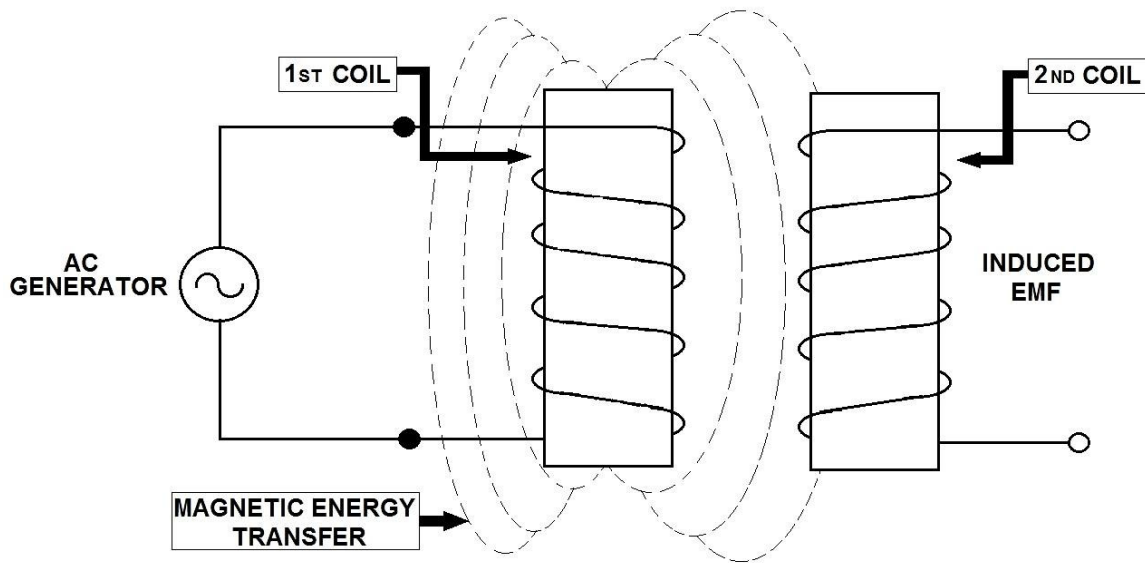 1ST COIL
2ND COIL
AC
GENERATOR
INDUCED
EMF
MAGNETIC ENERGY
TRANSFER